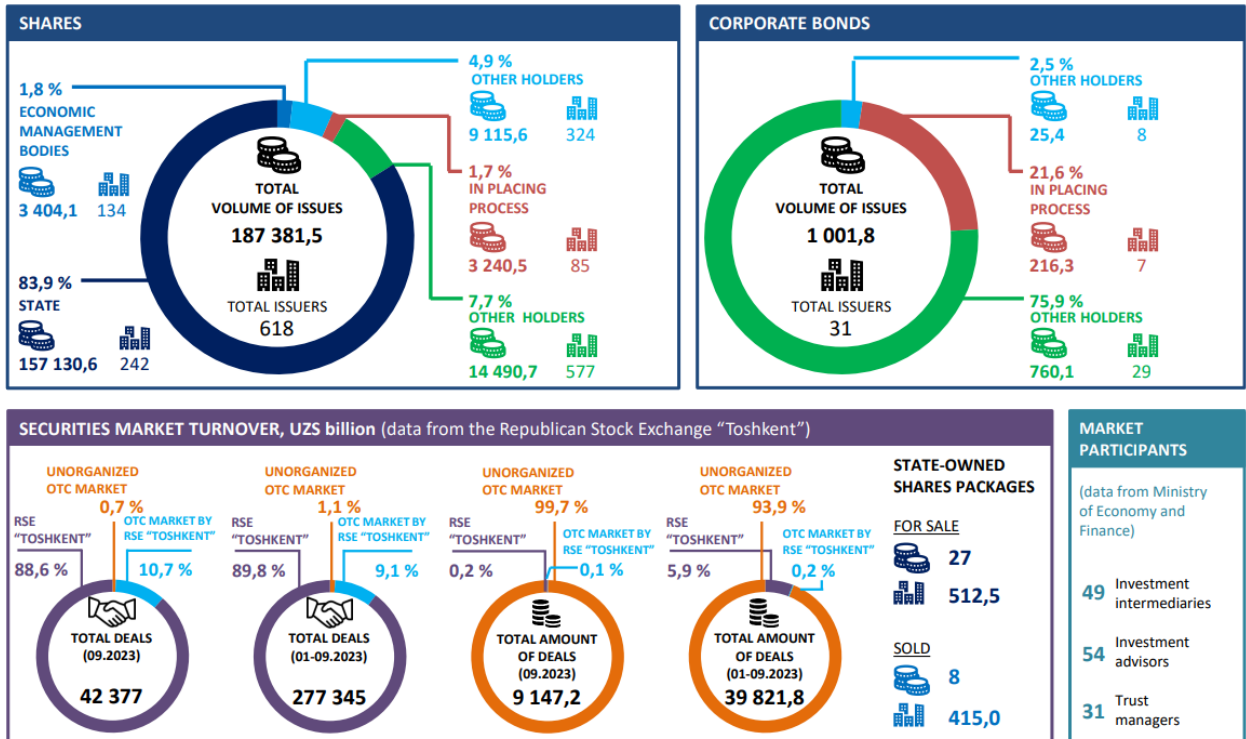 SHARES
1,8 %
ECONOMIC
MANAGEMENT
BODIES
3 404,1 134
83,9 %
STATE
157 130,6 242
TOTAL
VOLUME OF ISSUES
187 381,5
TOTAL ISSUERS
618
4,9 %
OTHER HOLDERS
9 115,6 324
1,7 %
IN PLACING
PROCESS
3 240,5 85
7,7 %
OTHER HOLDERS
14 490,7 577
CORPORATE BONDS
TOTAL
VOLUME OF ISSUES
1 001,8
TOTAL ISSUERS
31
2,5 %
OTHER HOLDERS
25,4 8
21,6 %
IN PLACING
PROCESS
216,3 7
75,9 %
OTHER HOLDERS
760,1 29
SECURITIES MARKET TURNOVER, UZS billion (data from the Republican Stock Exchange “Toshkent”)
UNORGANIZED
OTC MARKET
0,7 %
RSE
“TOSHKENT”
88,6 %
OTC MARKET BY
RSE “TOSHKENT”
10,7 %
TOTAL DEALS
(09.2023)
42 377
UNORGANIZED
OTC MARKET
1,1 %
RSE
“TOSHKENT”
89,8 %
OTC MARKET BY
RSE “TOSHKENT”
9,1 %
TOTAL DEALS
(01-09.2023)
277 345
UNORGANIZED
OTC MARKET
99,7 %
RSE
“TOSHKENT”
0,2 %
OTC MARKET BY
RSE “TOSHKENT”
0,1 %
TOTAL AMOUNT
OF DEALS
(09.2023)
9 147,2
UNORGANIZED
OTC MARKET
93,9 %
RSE
“TOSHKENT”
5,9 %
OTC MARKET BY
RSE “TOSHKENT”
0,2 %
TOTAL AMOUNT
OF DEALS
(01-09.2023)
39 821,8
STATE-OWNED
SHARES PACKAGES
FOR SALE
27
512,5
SOLD
8
415,0
MARKET
PARTICIPANTS
(data from Ministry
of Economy and
Finance)
49 Investment
intermediaries
54 Investment
advisors
31 Trust
managers